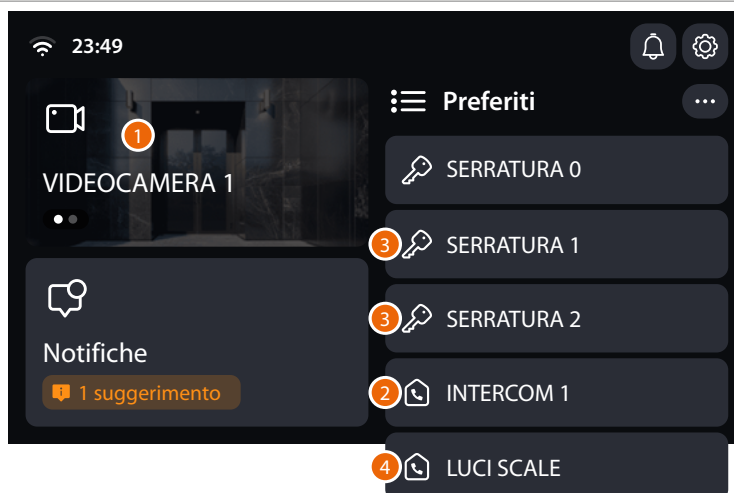 23:49
1
VIDEOCAMERA 1
Notifiche
1 suggerimento
Preferiti
SERRATURA 0
3 SERRATURA 1
3 SERRATURA 2
2 INTERCOM 1
4 LUCI SCALE